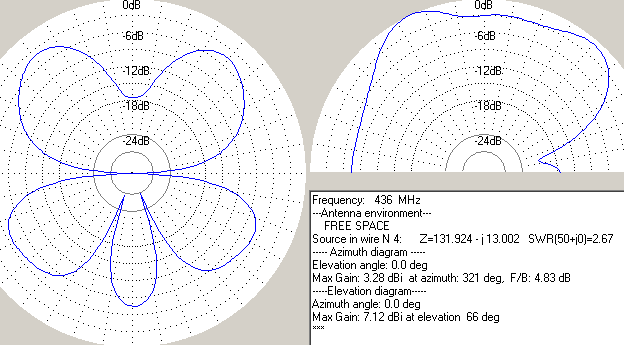 0dB
-6dB
-12dB
-18dB
-24dB
0dB
-6dB
-12dB
-18dB
-24dB
Frequency: 436 MHz
---Antenna environment---
FREE SPACE
Source in wire N 4: Z=131.924 - j 13.002 SWR(50+j0)=2.67
----- Azimuth diagram -----
Elevation angle: 0.0 deg
Max Gain: 3.28 dBi at azimuth: 321 deg, F/B: 4.83 dB
-----Elevation diagram-----
Azimuth angle: 0.0 deg
Max Gain: 7.12 dBi at elevation 66 deg
***